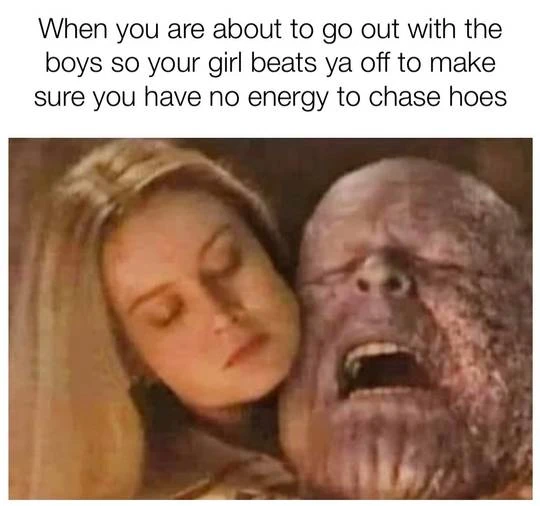 When you are about to go out with the
boys so your girl beats ya off to make
sure you have no energy to chase hoes